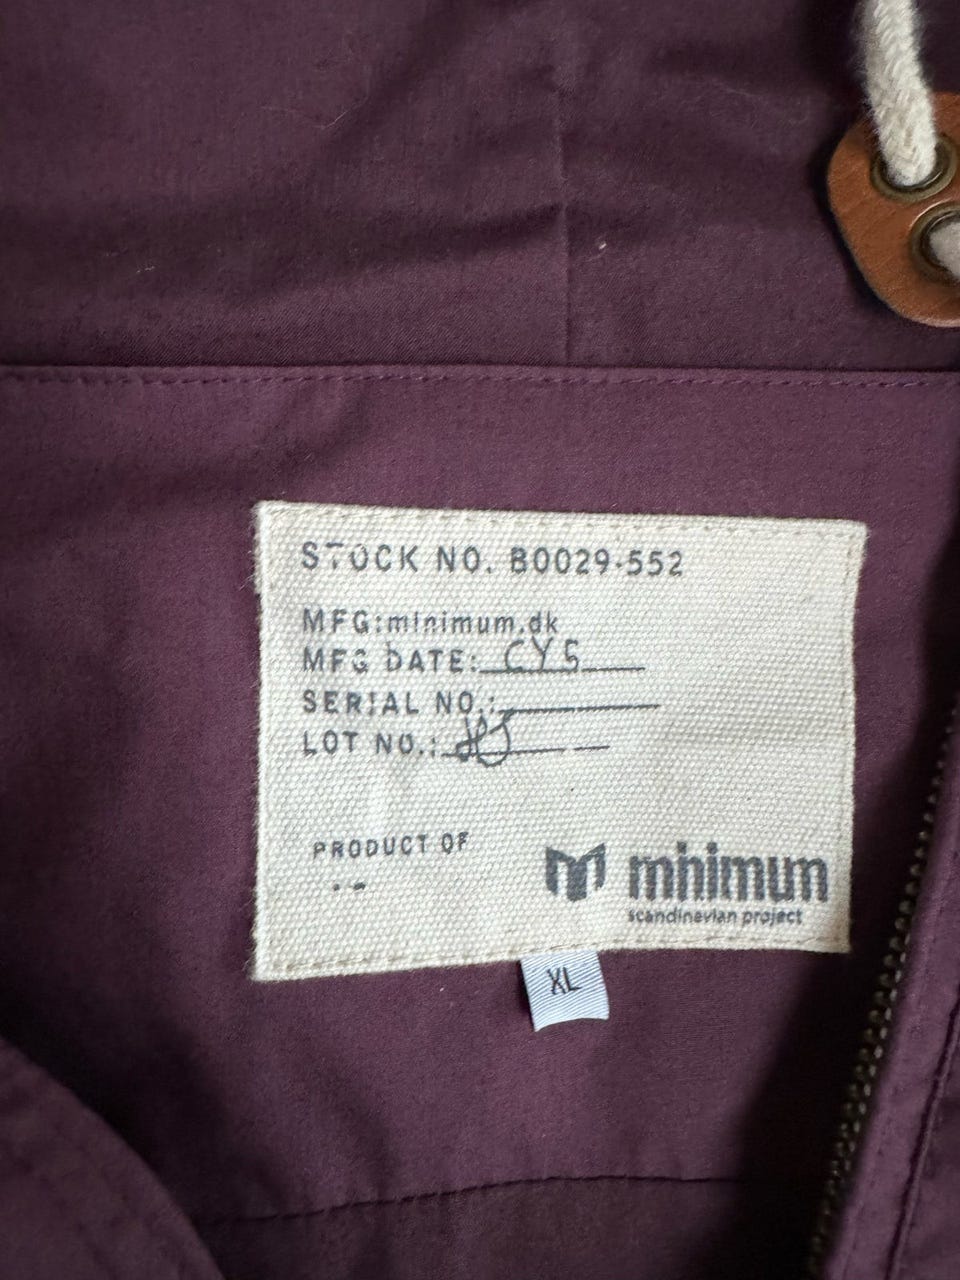 STOCK NO. B0029-552
MFG:minimum.dk
MFG DATE: CY5
SERIAL NO.:
LOT NO.:
PRODUCT OF
minimum
scandinavian project
XL